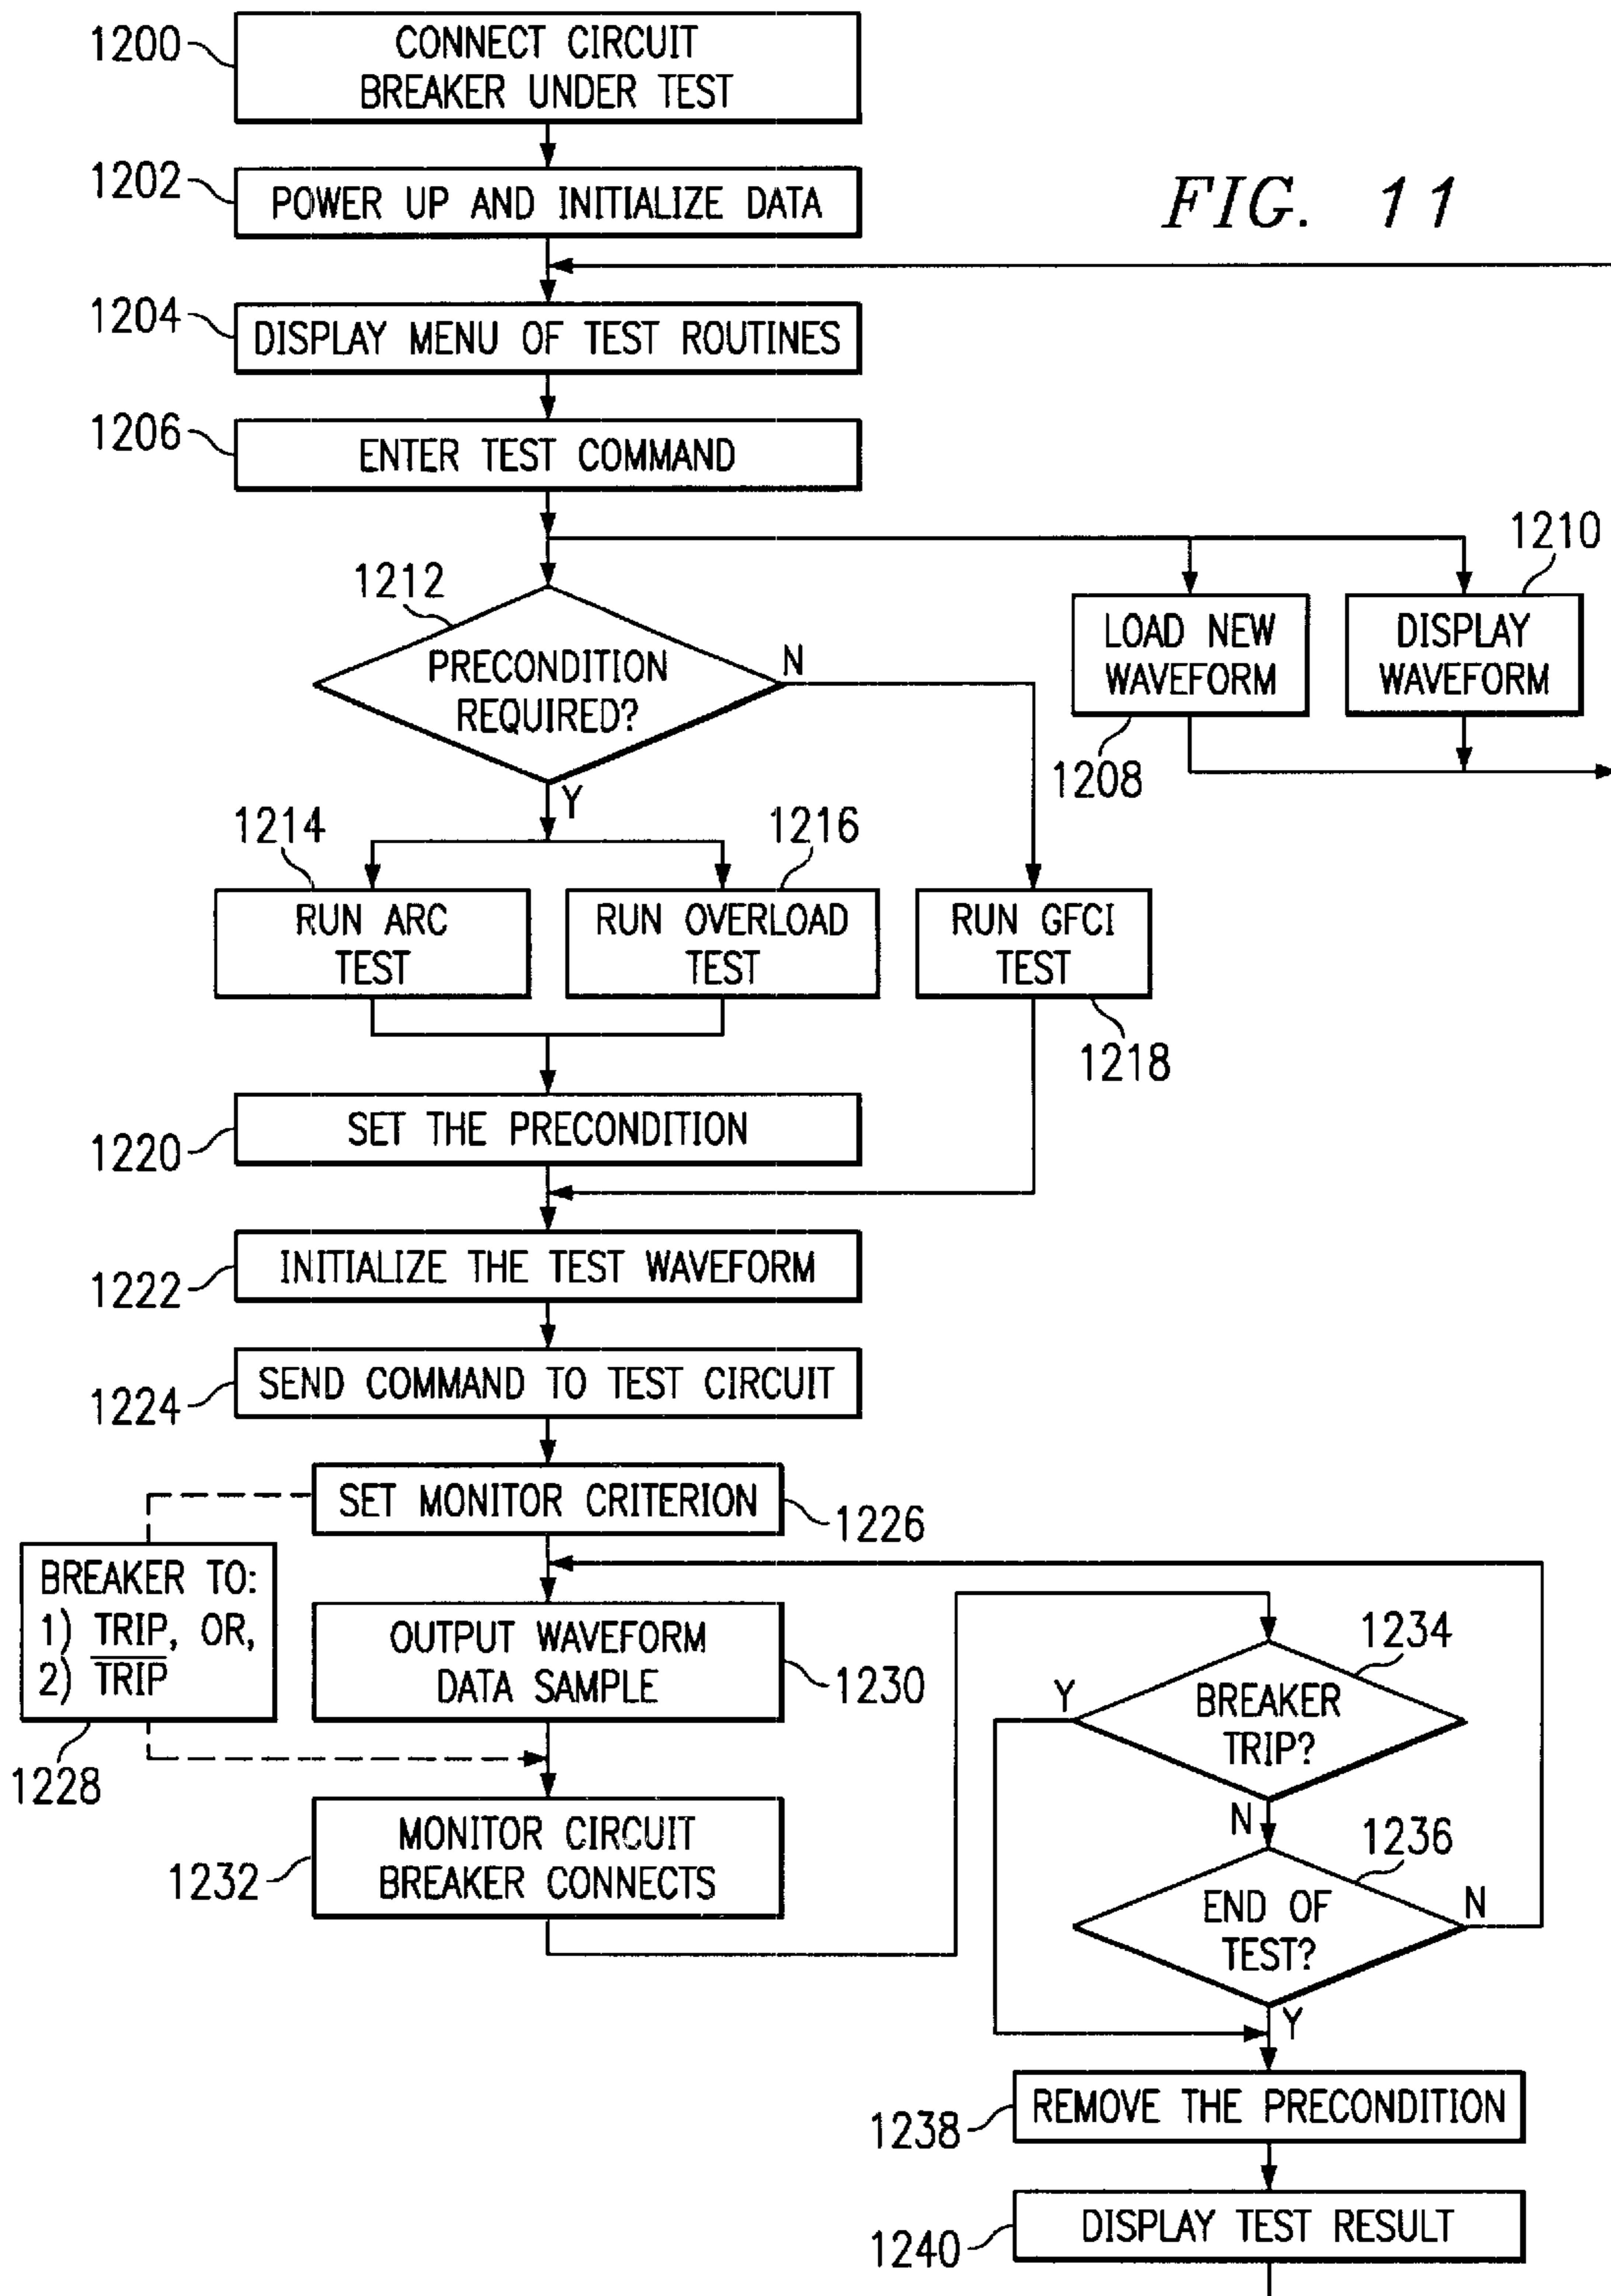 1200
CONNECT CIRCUIT
BREAKER UNDER TEST
1202
POWER UP AND INITIALIZE DATA
FIG. 11
1204
DISPLAY MENU OF TEST ROUTINES
1206
ENTER TEST COMMAND
1210
1212
LOAD NEW
WAVEFORM
DISPLAY
WAVEFORM
PRECONDITION
REQUIRED?
N
1208
Y
1214
1216
RUN ARC
TEST
RUN OVERLOAD
TEST
RUN GFCI
TEST
1218
SET THE PRECONDITION
1220
INITIALIZE THE TEST WAVEFORM
1222
SEND COMMAND TO TEST CIRCUIT
1224
SET MONITOR CRITERION
1226
BREAKER TO:
1) TRIP, OR,
2) T̅R̅I̅P̅
1228
OUTPUT WAVEFORM
DATA SAMPLE
1230
MONITOR CIRCUIT
BREAKER CONNECTS
1232
1234
BREAKER
TRIP?
Y
N
1236
END OF
TEST?
N
Y
REMOVE THE PRECONDITION
1238
DISPLAY TEST RESULT
1240